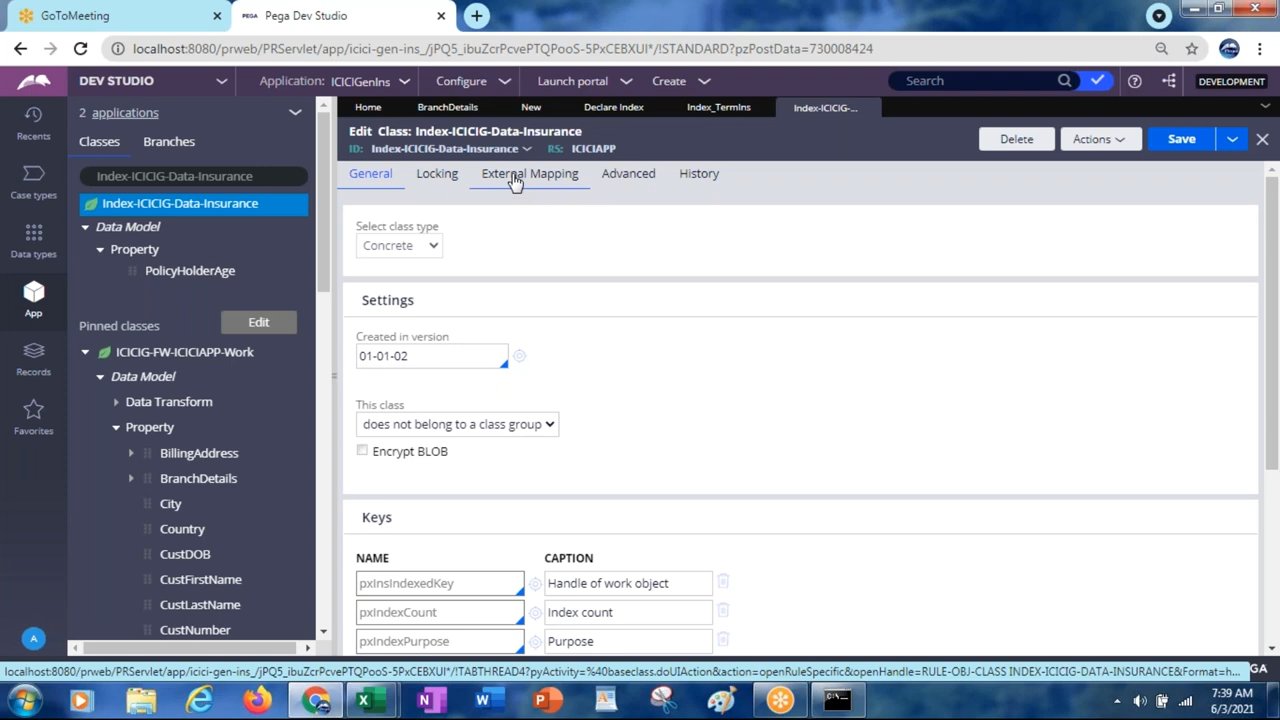 GoToMeeting
PEGA Pega Dev Studio
localhost:8080/prweb/PRServlet/app/icici-gen-ins_/jPQ5_ibuZcrPcvePTQPooS-5PxCEBXUI*/!STANDARD?pzPostData=730008424
DEV STUDIO Application: ICICIGenIns Configure Launch portal Create Search DEVELOPMENT
Recents
Case types
Data types
App
Records
Favorites
A
2 applications
Classes Branches
Index-ICICIG-Data-Insurance
Index-ICICIG-Data-Insurance
Data Model
Property
PolicyHolderAge
Pinned classes Edit
ICICIG-FW-ICICIAPP-Work
Data Model
Data Transform
Property
BillingAddress
BranchDetails
City
Country
CustDOB
CustFirstName
CustLastName
CustNumber
Home BranchDetails New Declare Index Index_TermIns Index-ICICIG-...
Edit Class: Index-ICICIG-Data-Insurance
ID: Index-ICICIG-Data-Insurance RS: ICICIAPP
Delete Actions Save
General Locking External Mapping Advanced History
Select class type
Concrete
Settings
Created in version
01-01-02
This class
does not belong to a class group
Encrypt BLOB
Keys
NAME CAPTION
pxInsIndexedKey Handle of work object
pxIndexCount Index count
pxIndexPurpose Purpose
localhost:8080/prweb/PRServlet/app/icici-gen-ins_/jPQ5_ibuZcrPcvePTQPooS-5PxCEBXUI*/!TABTHREAD4?pyActivity=%40baseclass.doUIAction&action=openRuleSpecific&openHandle=RULE-OBJ-CLASS INDEX-ICICIG-DATA-INSURANCE&Format=h...
GA
7:39 AM
6/3/2021